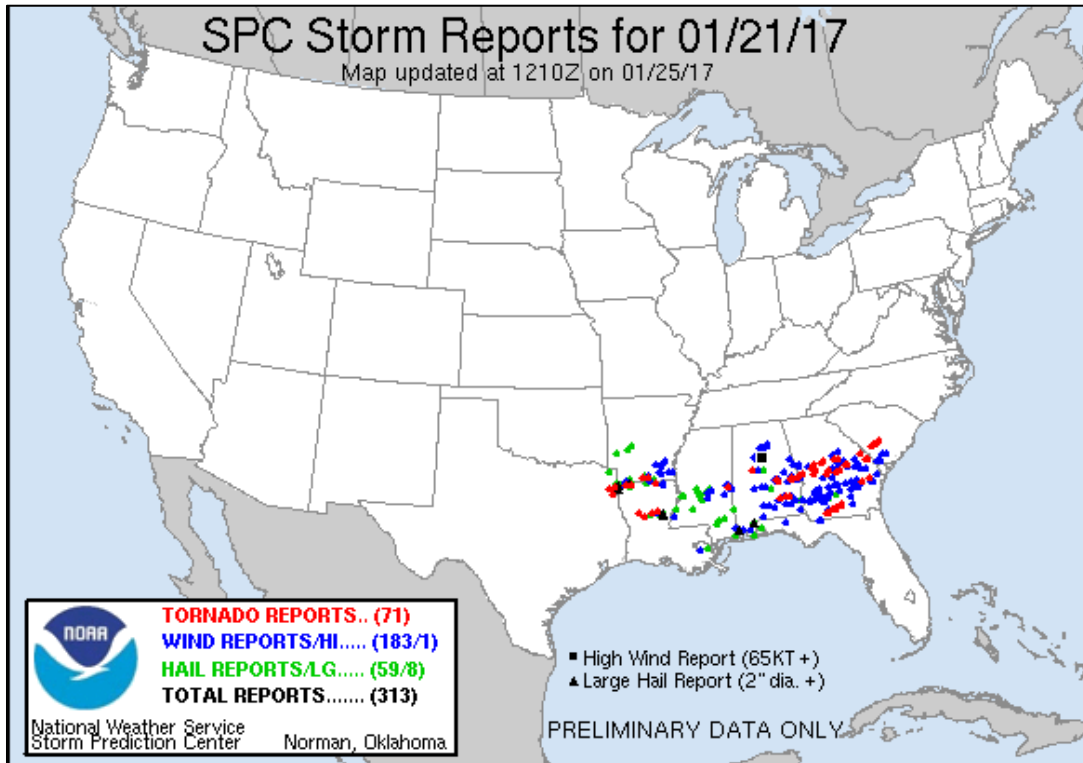 SPC Storm Reports for 01/21/17
Map updated at 1210Z on 01/25/17
NOAA
TORNADO REPORTS.. (71)
WIND REPORTS/HI..... (183/1)
HAIL REPORTS/LG..... (59/8)
TOTAL REPORTS....... (313)
National Weather Service
Storm Prediction Center Norman, Oklahoma
High Wind Report (65KT +)
Large Hail Report (2" dia. +)
PRELIMINARY DATA ONLY